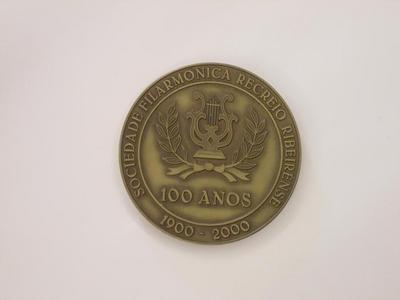 SOCIEDADE FILARMONICA RECREIO RIBEIRENSE
100 ANOS
1900 - 2000